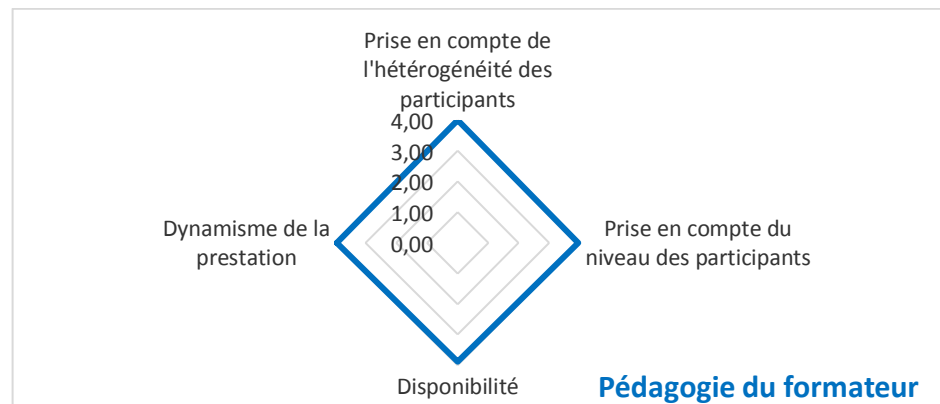 Prise en compte de
l'hétérogénéité des
participants
4,00
3,00
2,00
1,00
0,00
Dynamisme de la
prestation
Prise en compte du
niveau des participants
Disponibilité
Pédagogie du formateur